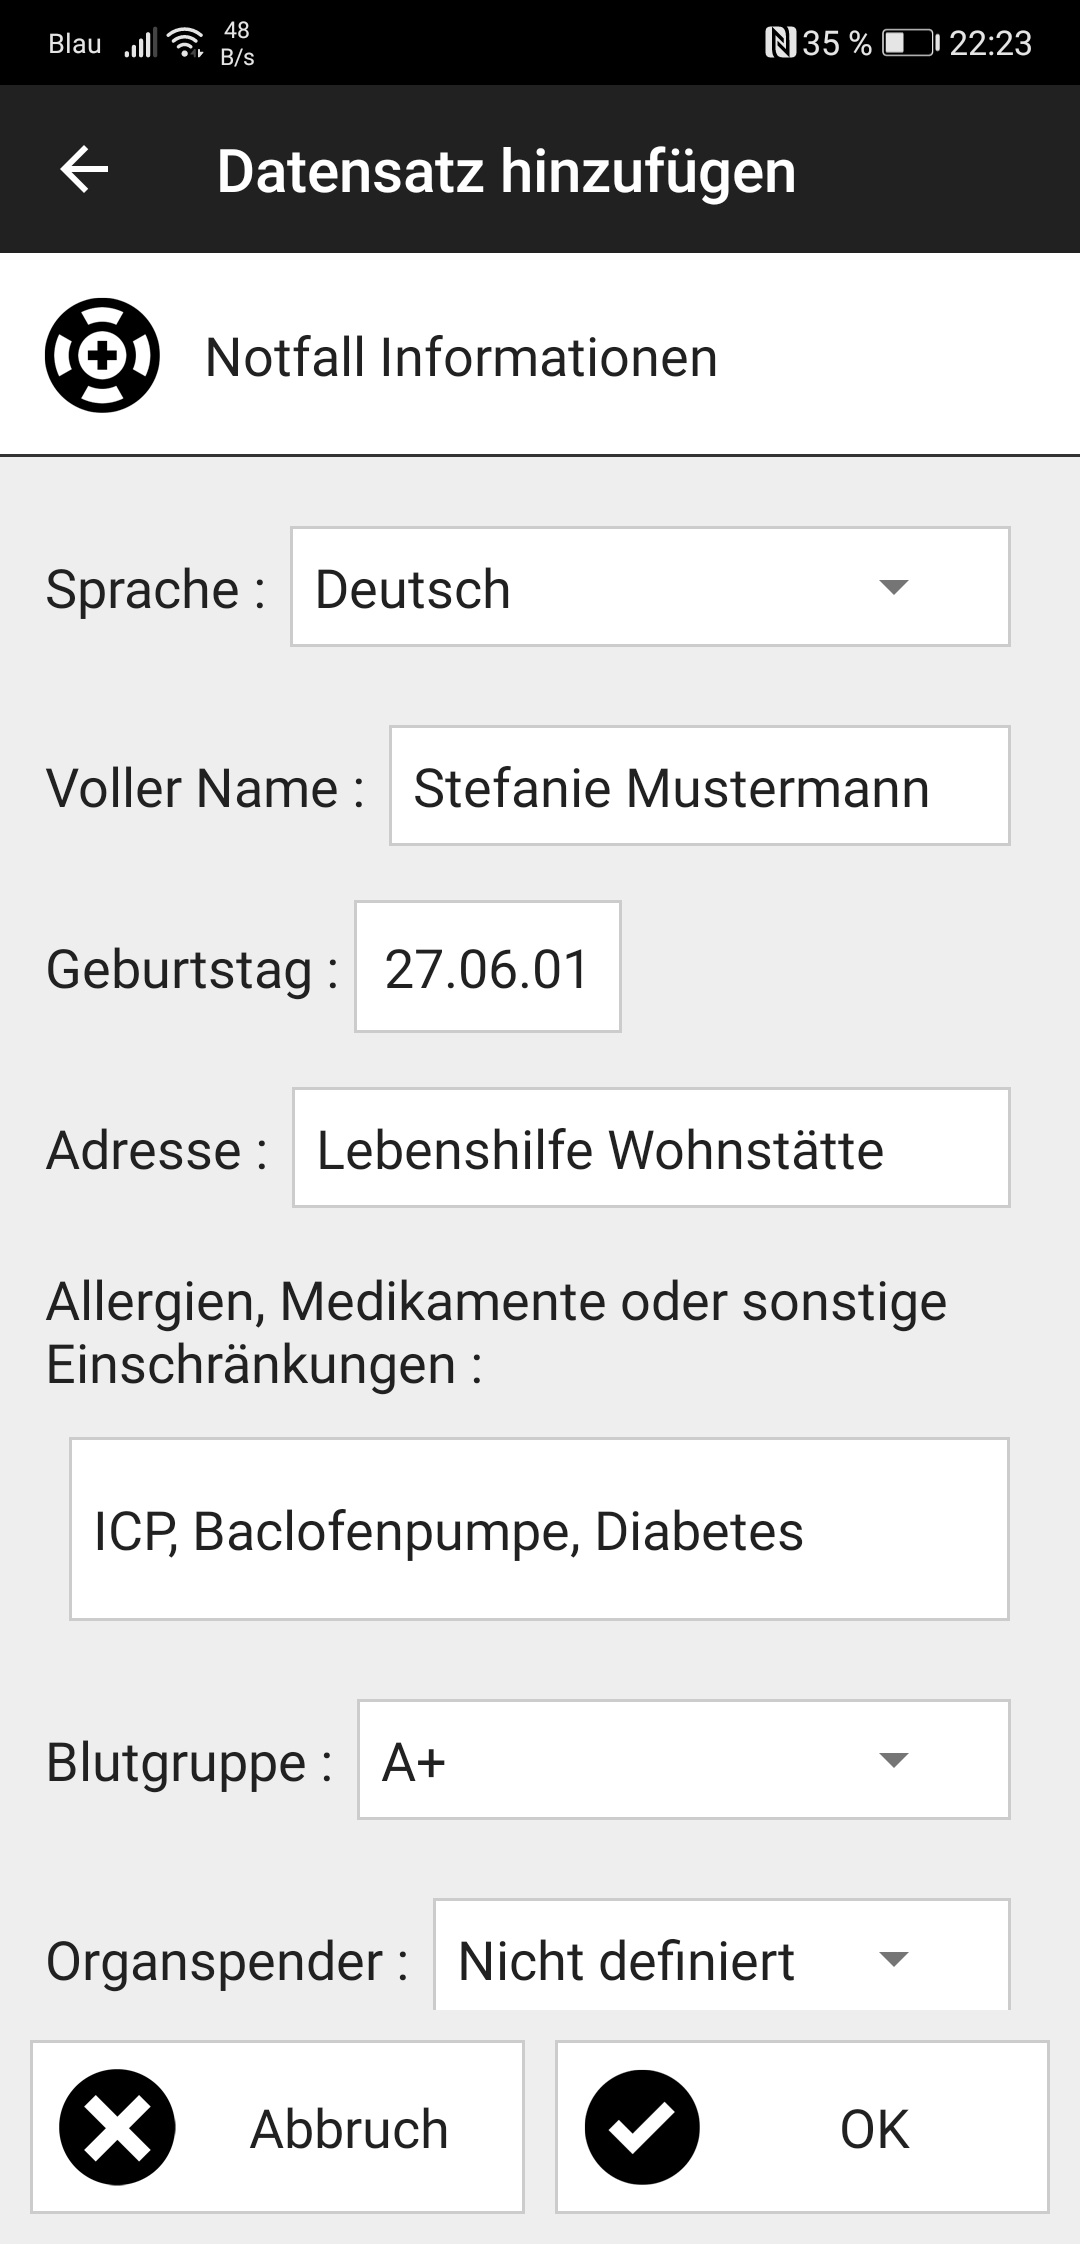 Blau 48 B/s 35 % 22:23
Datensatz hinzufügen
Notfall Informationen
Sprache : Deutsch
Voller Name : Stefanie Mustermann
Geburtstag : 27.06.01
Adresse : Lebenshilfe Wohnstätte
Allergien, Medikamente oder sonstige
Einschränkungen :
ICP, Baclofenpumpe, Diabetes
Blutgruppe : A+
Organspender : Nicht definiert
Abbruch OK